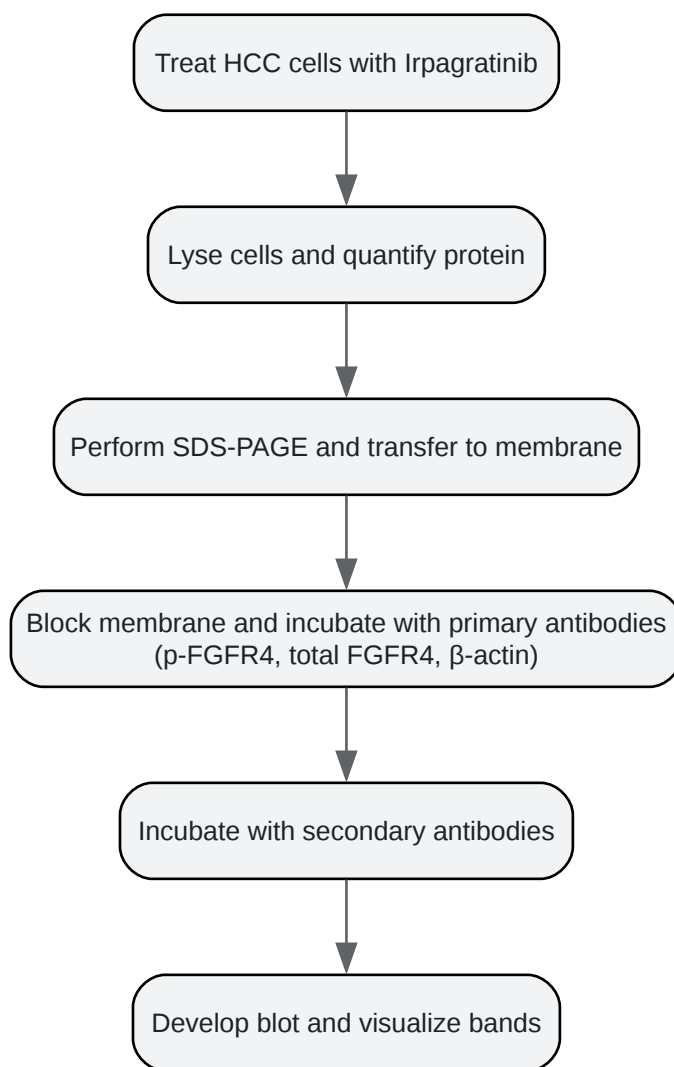 Treat HCC cells with Irpagratinib
Lyse cells and quantify protein
Perform SDS-PAGE and transfer to membrane
Block membrane and incubate with primary antibodies
(p-FGFR4, total FGFR4, β-actin)
Incubate with secondary antibodies
Develop blot and visualize bands